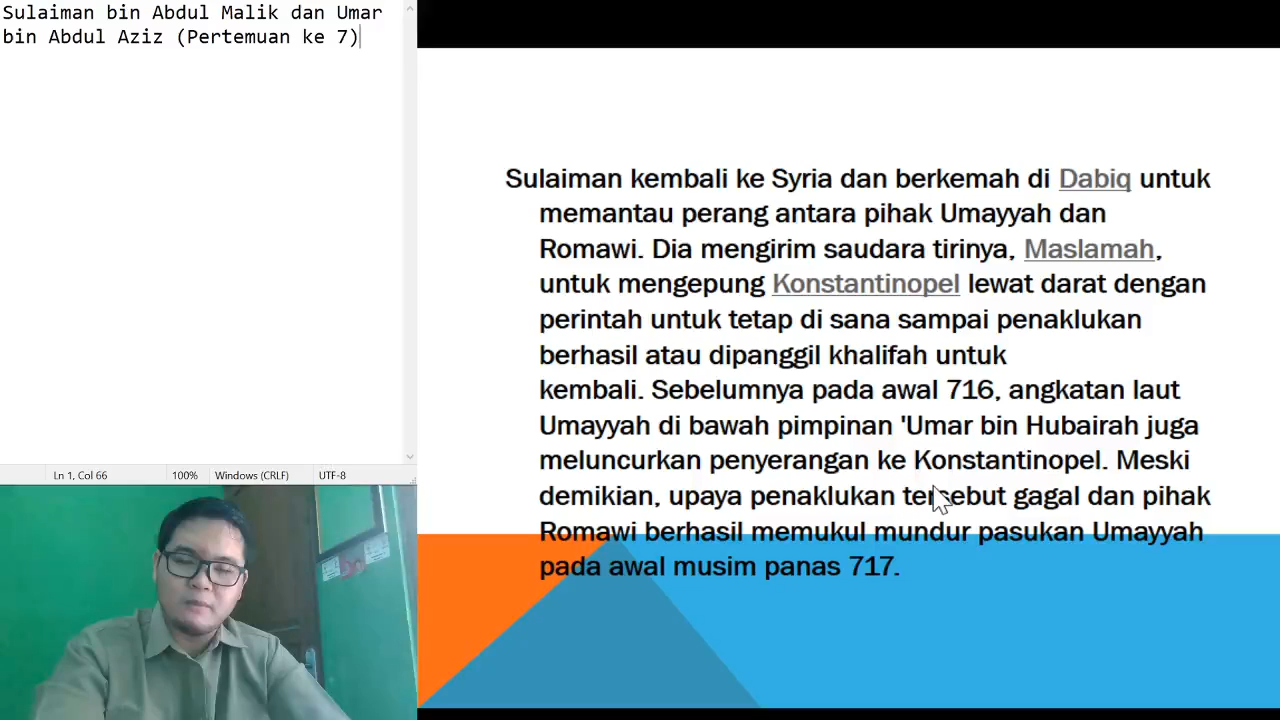 Sulaiman bin Abdul Malik dan Umar
bin Abdul Aziz (Pertemuan ke 7)
Ln 1, Col 66
100%
Windows (CRLF)
UTF-8
Sulaiman kembali ke Syria dan berkemah di Dabiq untuk
memantau perang antara pihak Umayyah dan
Romawi. Dia mengirim saudara tirinya, Maslamah,
untuk mengepung Konstantinopel lewat darat dengan
perintah untuk tetap di sana sampai penaklukan
berhasil atau dipanggil khalifah untuk
kembali. Sebelumnya pada awal 716, angkatan laut
Umayyah di bawah pimpinan 'Umar bin Hubairah juga
meluncurkan penyerangan ke Konstantinopel. Meski
demikian, upaya penaklukan tersebut gagal dan pihak
Romawi berhasil memukul mundur pasukan Umayyah
pada awal musim panas 717.